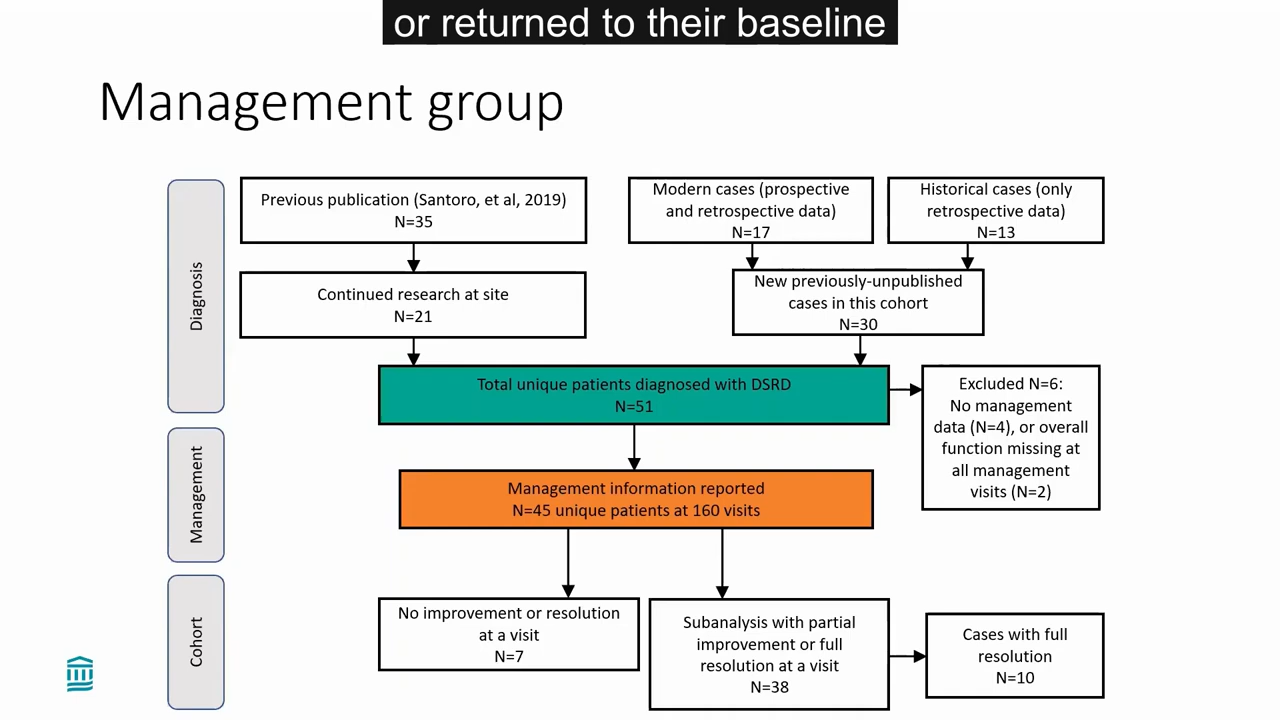 or returned to their baseline
Management group
Diagnosis
Previous publication (Santoro, et al, 2019)
N=35
Modern cases (prospective
and retrospective data)
N=17
Historical cases (only
retrospective data)
N=13
Continued research at site
N=21
New previously-unpublished
cases in this cohort
N=30
Total unique patients diagnosed with DSRD
N=51
Excluded N=6:
No management
data (N=4), or overall
function missing at
all management
visits (N=2)
Management
Management information reported
N=45 unique patients at 160 visits
Cohort
No improvement or resolution
at a visit
N=7
Subanalysis with partial
improvement or full
resolution at a visit
N=38
Cases with full
resolution
N=10